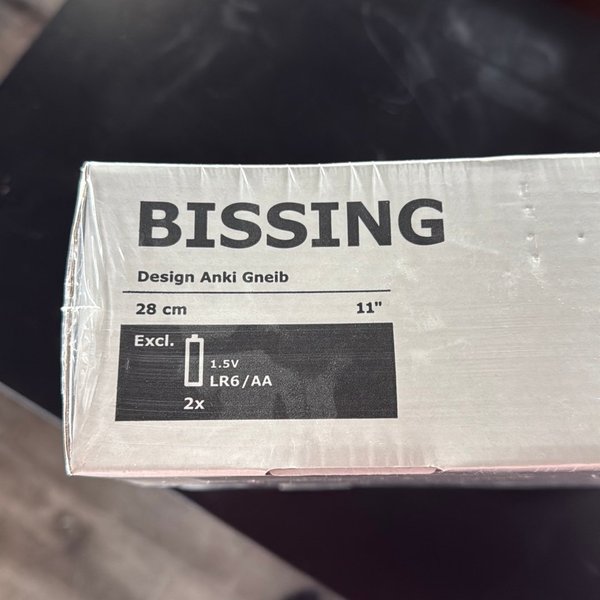 BISSING
Design Anki Gneib
28 cm 11"
Excl.
1.5V
LR6/AA
2x